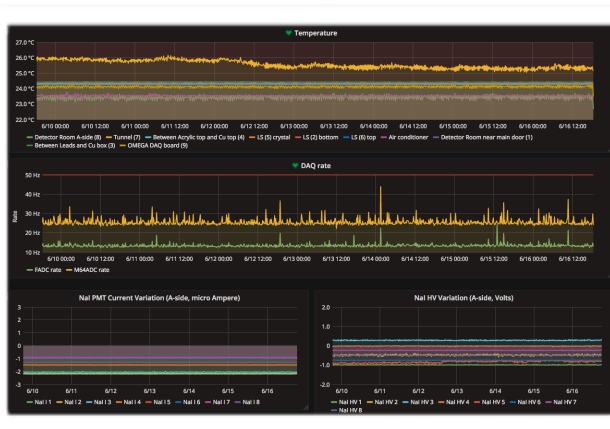 Temperature
27.0 °C
26.0 °C
25.0 °C
24.0 °C
23.0 °C
22.0 °C
6/10 00:00 6/10 12:00 6/11 00:00 6/11 12:00 6/12 00:00 6/12 12:00 6/13 00:00 6/13 12:00 6/14 00:00 6/14 12:00 6/15 00:00 6/15 12:00 6/16 00:00 6/16 12:00
Detector Room A-side (8) Tunnel (7) Between Acrylic top and Cu top (4) LS (5) crystal LS (2) bottom LS (6) top Air conditioner Detector Room near main door (1)
Between Leads and Cu box (3) OMEGA DAQ board (9)
DAQ rate
50 Hz
40 Hz
30 Hz
20 Hz
10 Hz
Rate
6/10 00:00 6/10 12:00 6/11 00:00 6/11 12:00 6/12 00:00 6/12 12:00 6/13 00:00 6/13 12:00 6/14 00:00 6/14 12:00 6/15 00:00 6/15 12:00 6/16 00:00 6/16 12:00
FADC rate M64ADC rate
NaI PMT Current Variation (A-side, micro Ampere)
3
2
1
0
-1
-2
-3
6/10 6/11 6/12 6/13 6/14 6/15 6/16
NaI I 1 NaI I 2 NaI I 3 NaI I 4 NaI I 5 NaI I 6 NaI I 7 NaI I 8
NaI HV Variation (A-side, Volts)
2.0
1.0
0
-1.0
-2.0
6/10 6/11 6/12 6/13 6/14 6/15 6/16
NaI HV 1 NaI HV 2 NaI HV 3 NaI HV 4 NaI HV 5 NaI HV 6 NaI HV 7
NaI HV 8